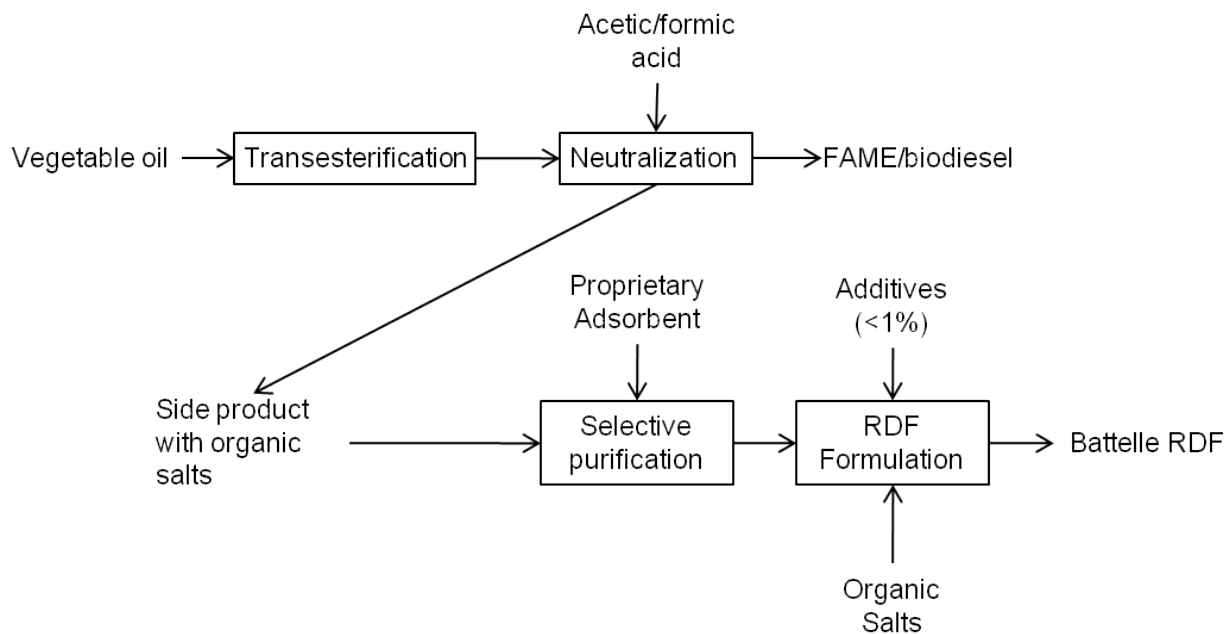 Acetic/formic
acid
Vegetable oil
Transesterification
Neutralization
FAME/biodiesel
Proprietary
Adsorbent
Additives
(<1%)
Side product
with organic
salts
Selective
purification
RDF
Formulation
Battelle RDF
Organic
Salts